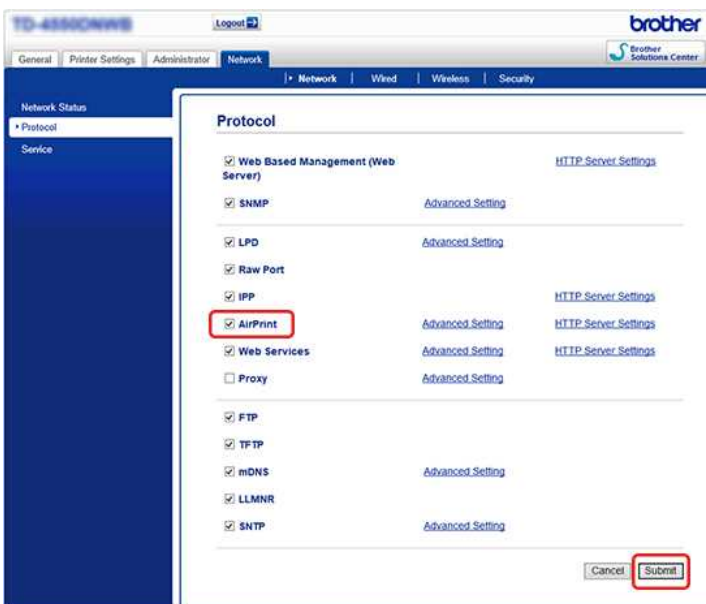 Logout
brother
General Printer Settings Administrator Network
Brother Solutions Center
Network | Wired | Wireless | Security
Network Status
Protocol
Service
Protocol
Web Based Management (Web Server) HTTP Server Settings
SNMP Advanced Setting
LPD Advanced Setting
Raw Port
IPP HTTP Server Settings
AirPrint Advanced Setting HTTP Server Settings
Web Services Advanced Setting HTTP Server Settings
Proxy Advanced Setting
FTP
TFTP
mDNS Advanced Setting
LLMNR
SNTP Advanced Setting
Cancel Submit